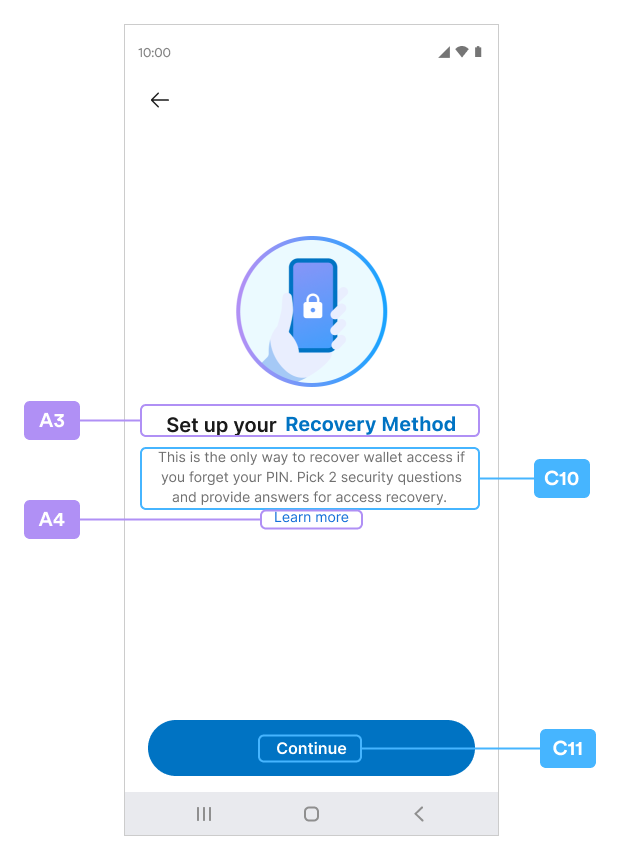 10:00
A3
Set up your Recovery Method
This is the only way to recover wallet access if
you forget your PIN. Pick 2 security questions
and provide answers for access recovery.
C10
A4
Learn more
Continue
C11